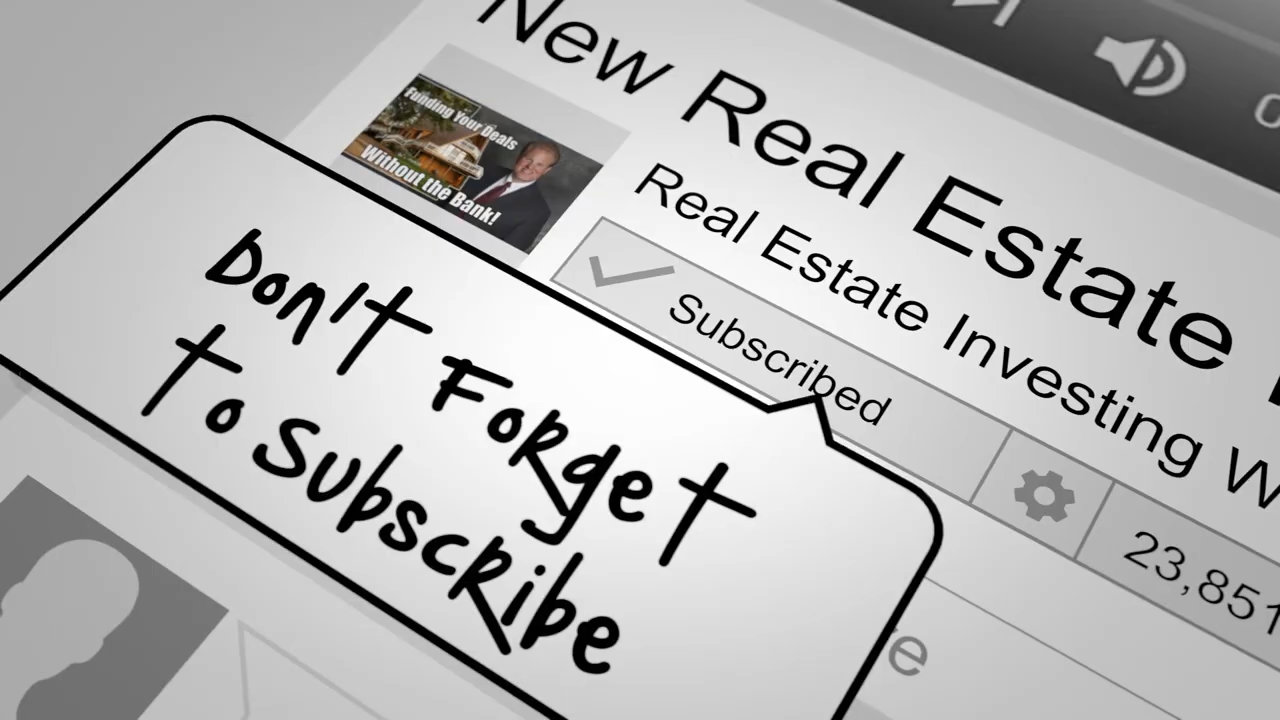 New Real Estate
Funding Your Deals
Without the Bank!
Real Estate Investing
Subscribed
23,851
Don't Forget
to Subscribe